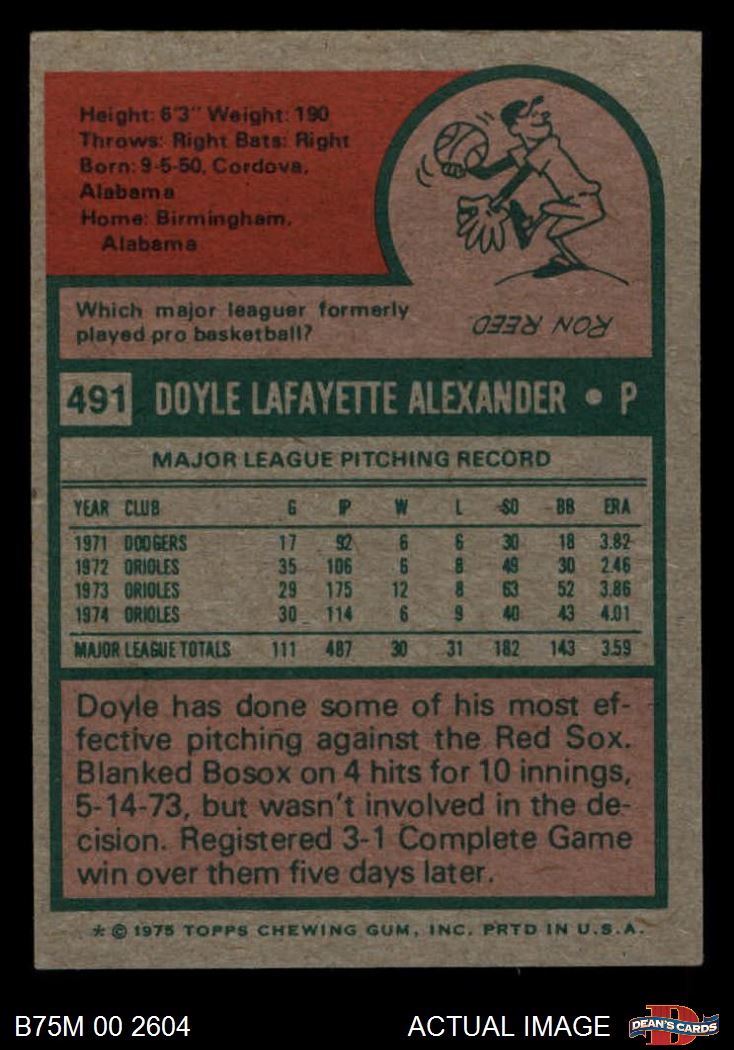 Height: 6'3" Weight: 190
Throws: Right Bats: Right
Born: 9-5-50, Cordova,
Alabama
Home: Birmingham,
Alabama
Which major leaguer formerly
played pro basketball?
RON REED
491 DOYLE LAFAYETTE ALEXANDER • P
MAJOR LEAGUE PITCHING RECORD
YEAR CLUB G IP W L SO BB ERA
1971 DODGERS 17 92 6 6 30 18 3.82
1972 ORIOLES 35 106 6 8 49 30 2.46
1973 ORIOLES 29 175 12 8 63 52 3.86
1974 ORIOLES 30 114 6 9 40 43 4.01
MAJOR LEAGUE TOTALS 111 487 30 31 182 143 3.59
Doyle has done some of his most ef-
fective pitching against the Red Sox.
Blanked Bosox on 4 hits for 10 innings,
5-14-73, but wasn't involved in the de-
cision. Registered 3-1 Complete Game
win over them five days later.
* © 1975 TOPPS CHEWING GUM, INC. PRTD IN U.S.A.
B75M 00 2604 ACTUAL IMAGE D DEAN'S CARDS